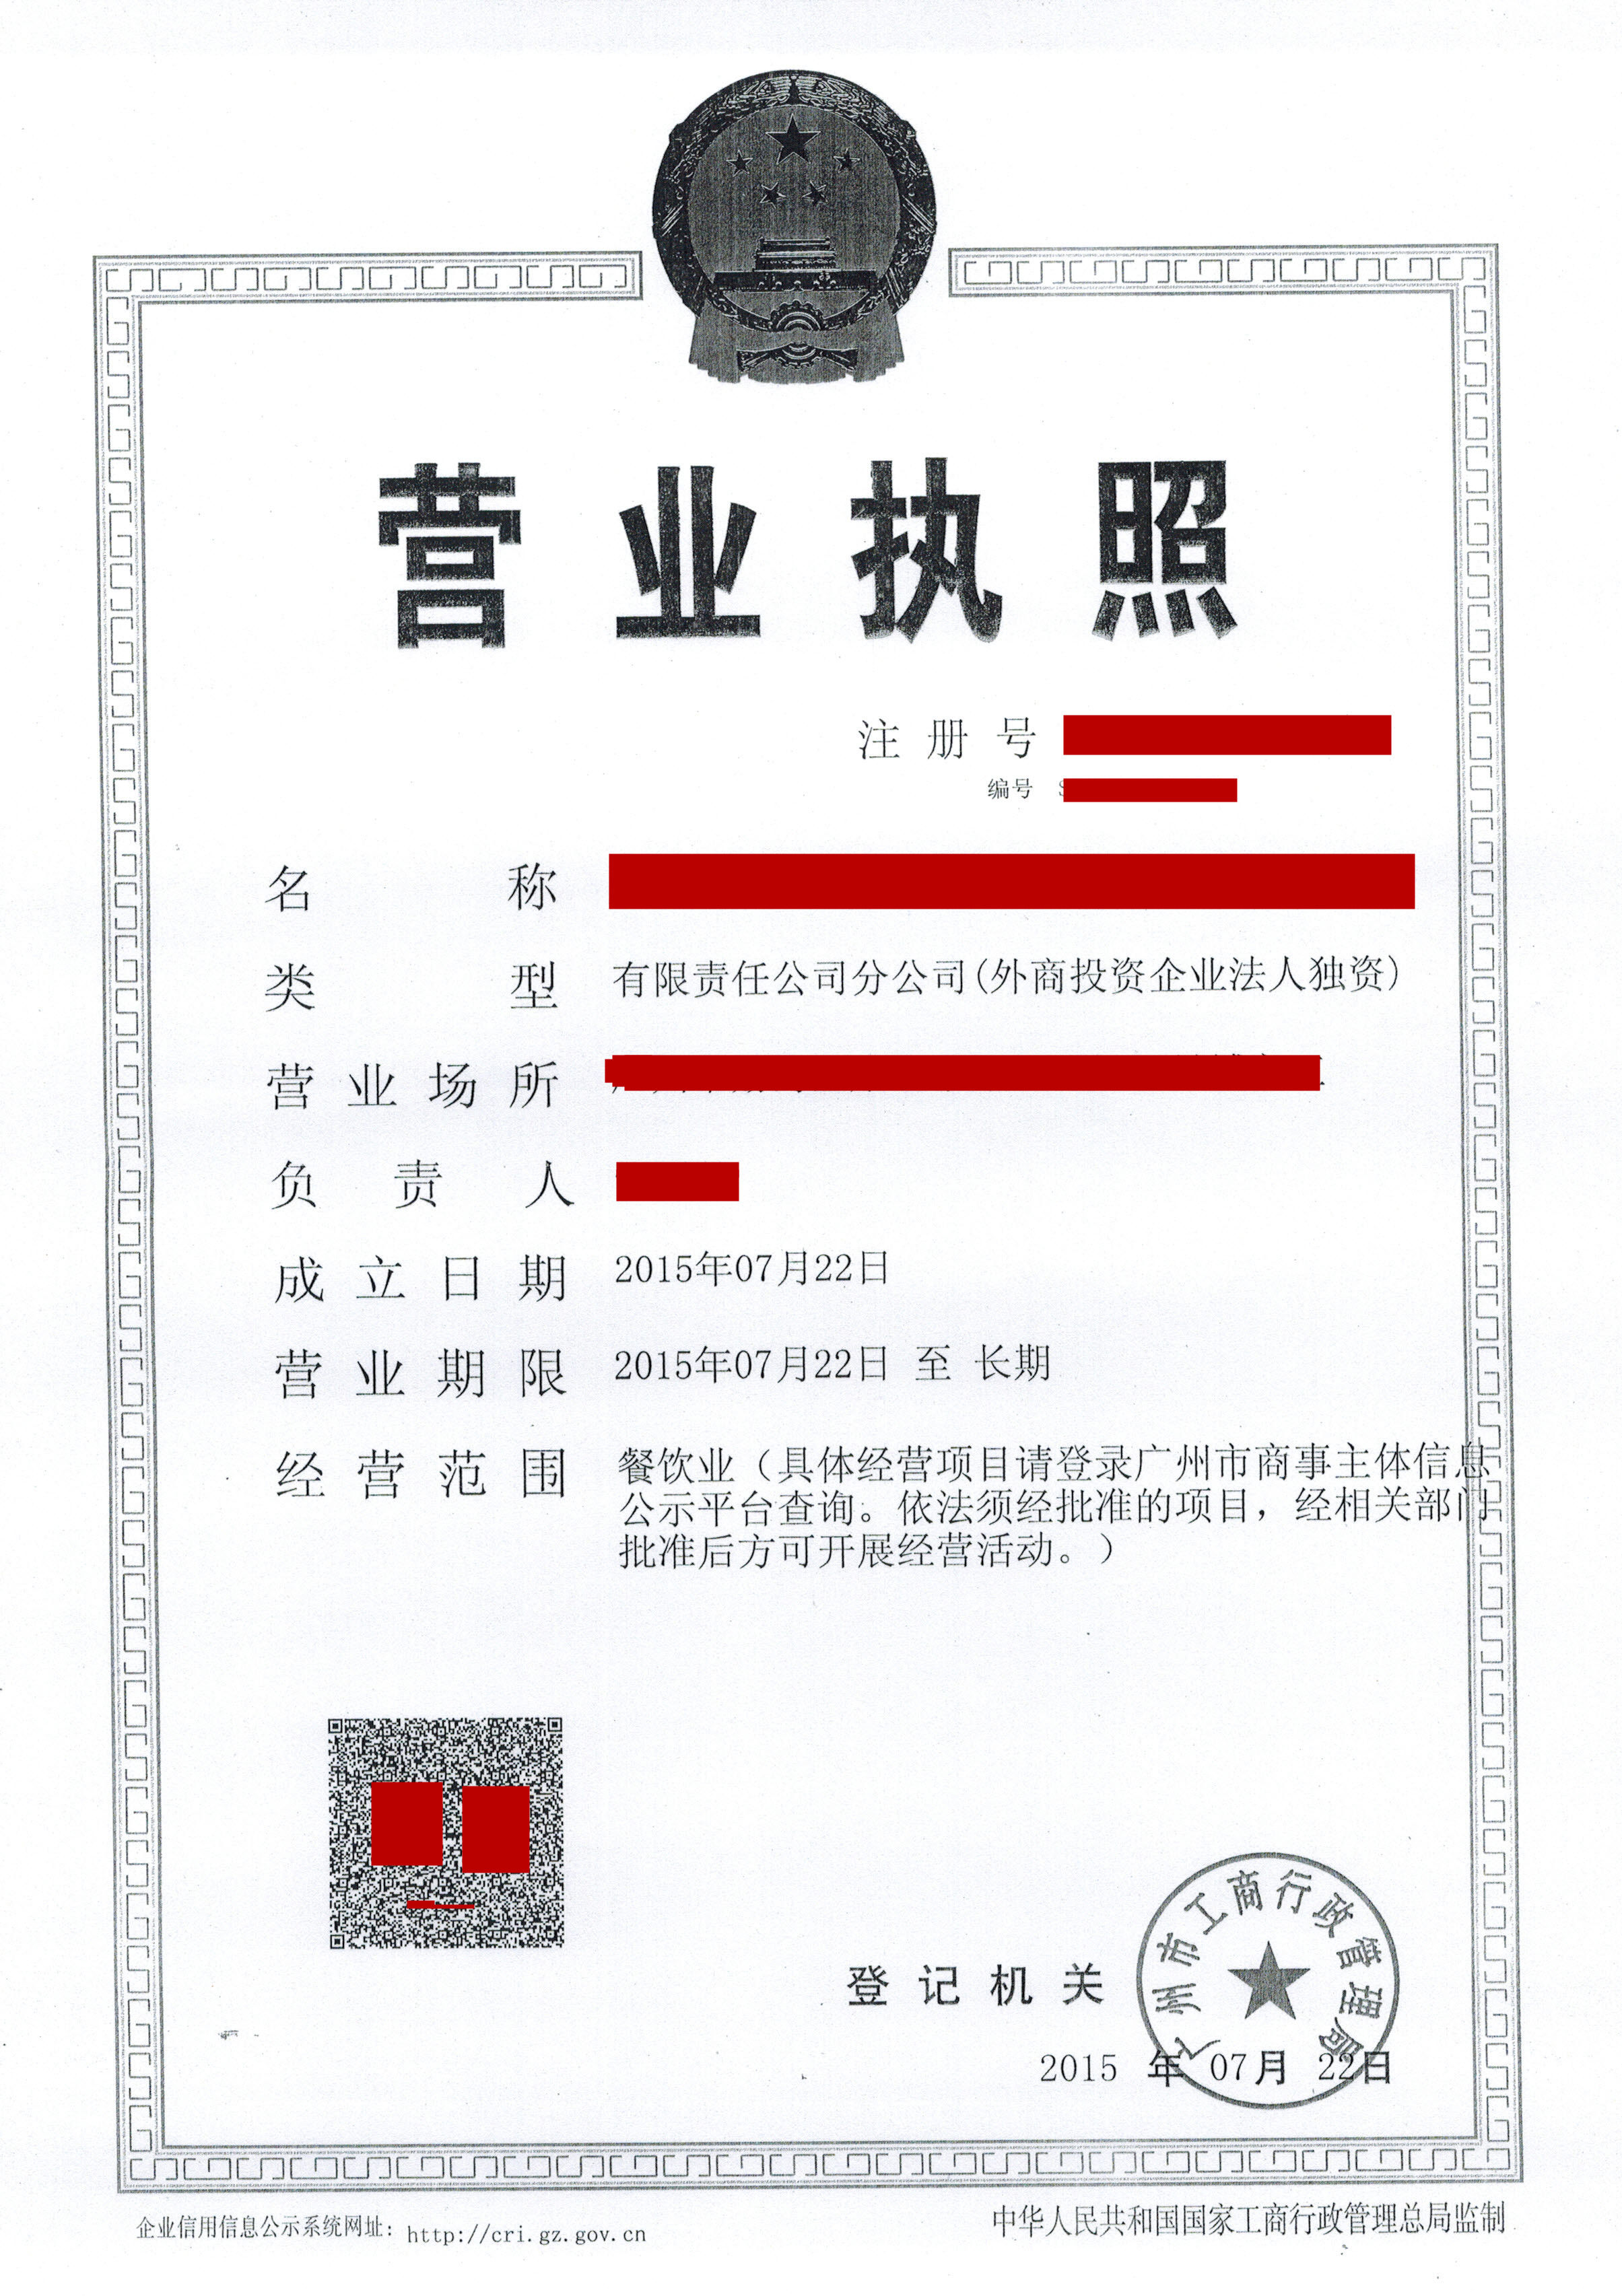 营业执照
注册号
编号
名称
类型 有限责任公司分公司(外商投资企业法人独资)
营业场所
负责人
成立日期 2015年07月22日
营业期限 2015年07月22日 至 长期
经营范围 餐饮业（具体经营项目请登录广州市商事主体信息
公示平台查询。依法须经批准的项目，经相关部门
批准后方可开展经营活动。）
登记机关
广州市工商行政管理局
2015 年 07月 22日
企业信用信息公示系统网址: http://cri.gz.gov.cn
中华人民共和国国家工商行政管理总局监制